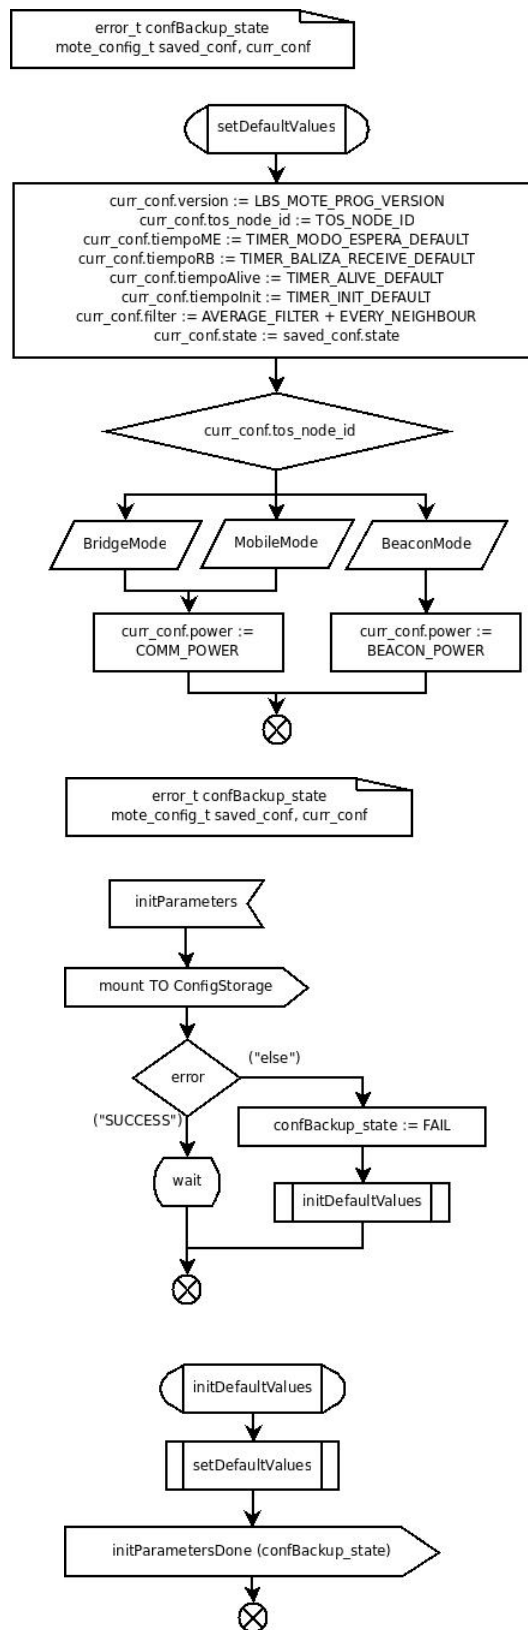 error_t confBackup_state
mote_config_t saved_conf, curr_conf
setDefaultValues
curr_conf.version := LBS_MOTE_PROG_VERSION
curr_conf.tos_node_id := TOS_NODE_ID
curr_conf.tiempoME := TIMER_MODO_ESPERA_DEFAULT
curr_conf.tiempoRB := TIMER_BALIZA_RECEIVE_DEFAULT
curr_conf.tiempoAlive := TIMER_ALIVE_DEFAULT
curr_conf.tiempoInit := TIMER_INIT_DEFAULT
curr_conf.filter := AVERAGE_FILTER + EVERY_NEIGHBOUR
curr_conf.state := saved_conf.state
curr_conf.tos_node_id
BridgeMode
MobileMode
BeaconMode
curr_conf.power :=
COMM_POWER
curr_conf.power :=
BEACON_POWER
error_t confBackup_state
mote_config_t saved_conf, curr_conf
initParameters
mount TO ConfigStorage
error
("else")
("SUCCESS")
confBackup_state := FAIL
wait
initDefaultValues
initDefaultValues
setDefaultValues
initParametersDone (confBackup_state)